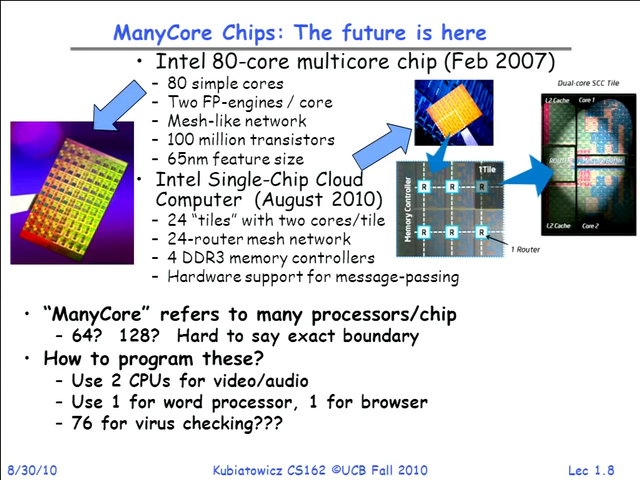 ManyCore Chips: The future is here
• Intel 80-core multicore chip (Feb 2007)
– 80 simple cores
– Two FP-engines / core
– Mesh-like network
– 100 million transistors
– 65nm feature size
• Intel Single-Chip Cloud
Computer (August 2010)
– 24 “tiles” with two cores/tile
– 24-router mesh network
– 4 DDR3 memory controllers
– Hardware support for message-passing
Dual-core SCC Tile
L2 Cache Core 1
ROUTER
L2 Cache Core 2
Memory Controller
1Tile
R R R
R R R
1 Router
• “ManyCore” refers to many processors/chip
– 64? 128? Hard to say exact boundary
• How to program these?
– Use 2 CPUs for video/audio
– Use 1 for word processor, 1 for browser
– 76 for virus checking???
8/30/10 Kubiatowicz CS162 ©UCB Fall 2010 Lec 1.8